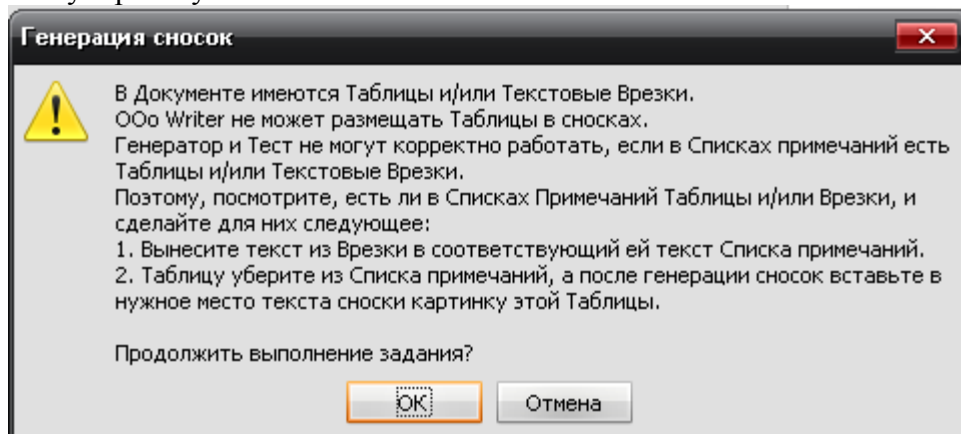 Генерация сносок
В Документе имеются Таблицы и/или Текстовые Врезки.
OOo Writer не может размещать Таблицы в сносках.
Генератор и Тест не могут корректно работать, если в Списках примечаний есть
Таблицы и/или Текстовые Врезки.
Поэтому, посмотрите, есть ли в Списках Примечаний Таблицы и/или Врезки, и
сделайте для них следующее:
1. Вынесите текст из Врезки в соответствующий ей текст Списка примечаний.
2. Таблицу уберите из Списка примечаний, а после генерации сносок вставьте в
нужное место текста сноски картинку этой Таблицы.
Продолжить выполнение задания?
OK
Отмена